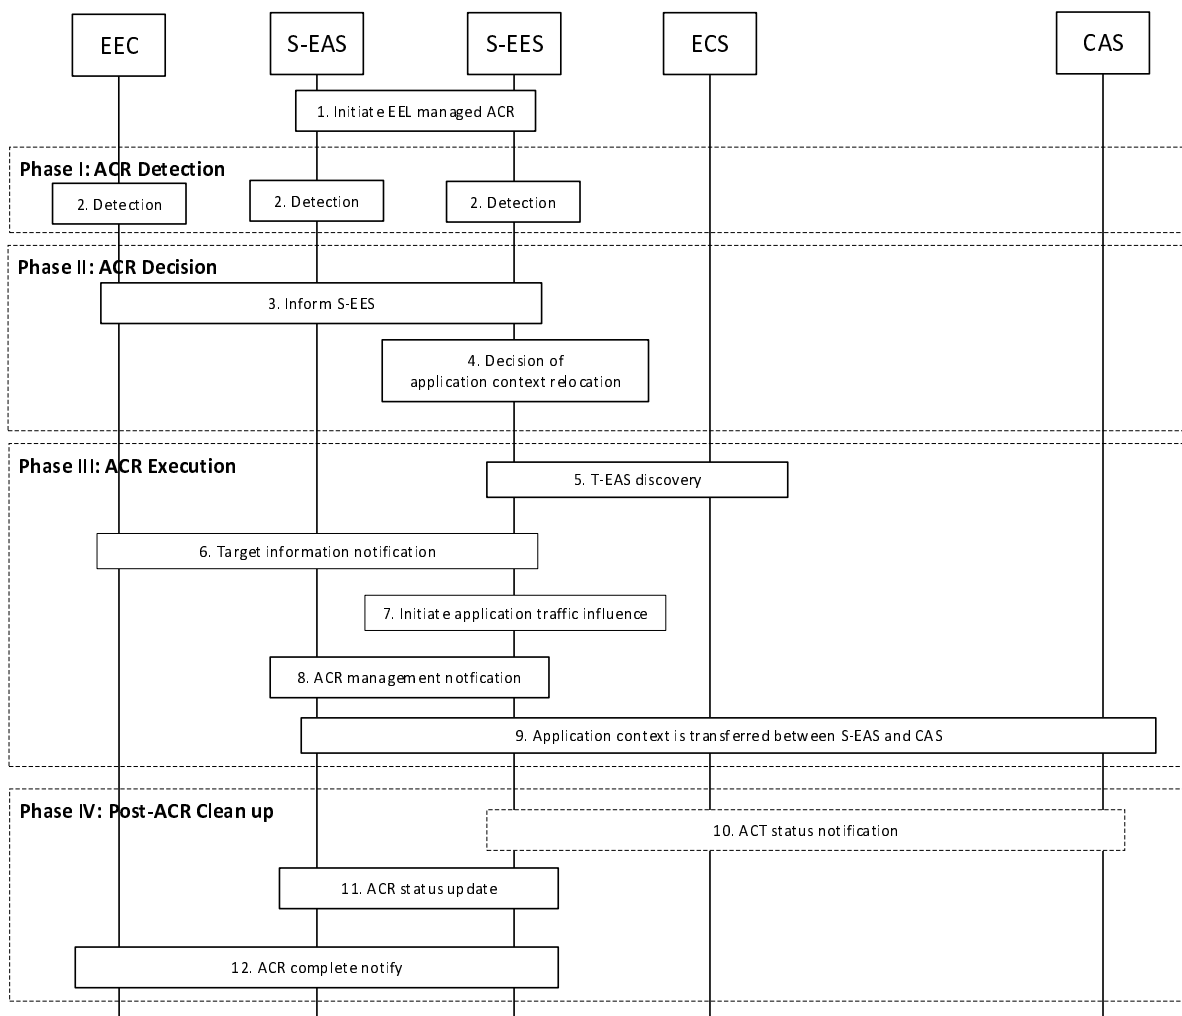 EEC
S-EAS
S-EES
ECS
CAS
1. Initiate EEL managed ACR
Phase I: ACR Detection
2. Detection
2. Detection
2. Detection
Phase II: ACR Decision
3. Inform S-EES
4. Decision of
application context relocation
Phase III: ACR Execution
5. T-EAS discovery
6. Target information notification
7. Initiate application traffic influence
8. ACR management notfication
9. Application context is transferred between S-EAS and CAS
Phase IV: Post-ACR Clean up
10. ACT status notification
11. ACR status update
12. ACR complete notify